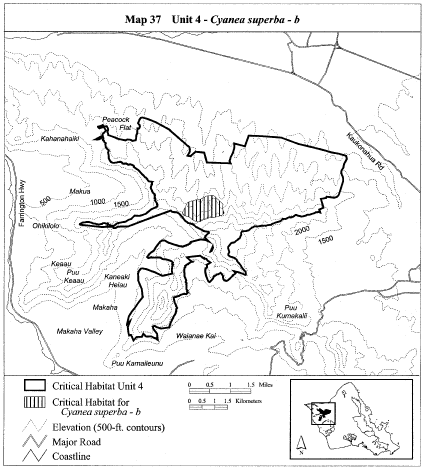 Map 37 Unit 4 - Cyanea superba - b
Peacock
Flat
Kahanahaiki
Kaukonahua Rd
Farrington Hwy
Makua
500
1000
1500
Ohikilolo
2000
1500
Keaau
Puu
Keaau
Kaneaki
Heiau
Makaha
Puu
Kumakalii
Makaha Valley
Waianae Kai
Puu Kamaileunu
Critical Habitat Unit 4
Critical Habitat for
Cyanea superba - b
Elevation (500-ft. contours)
Major Road
Coastline
0 0.5 1 1.5 Miles
0 0.5 1 1.5 Kilometers
N